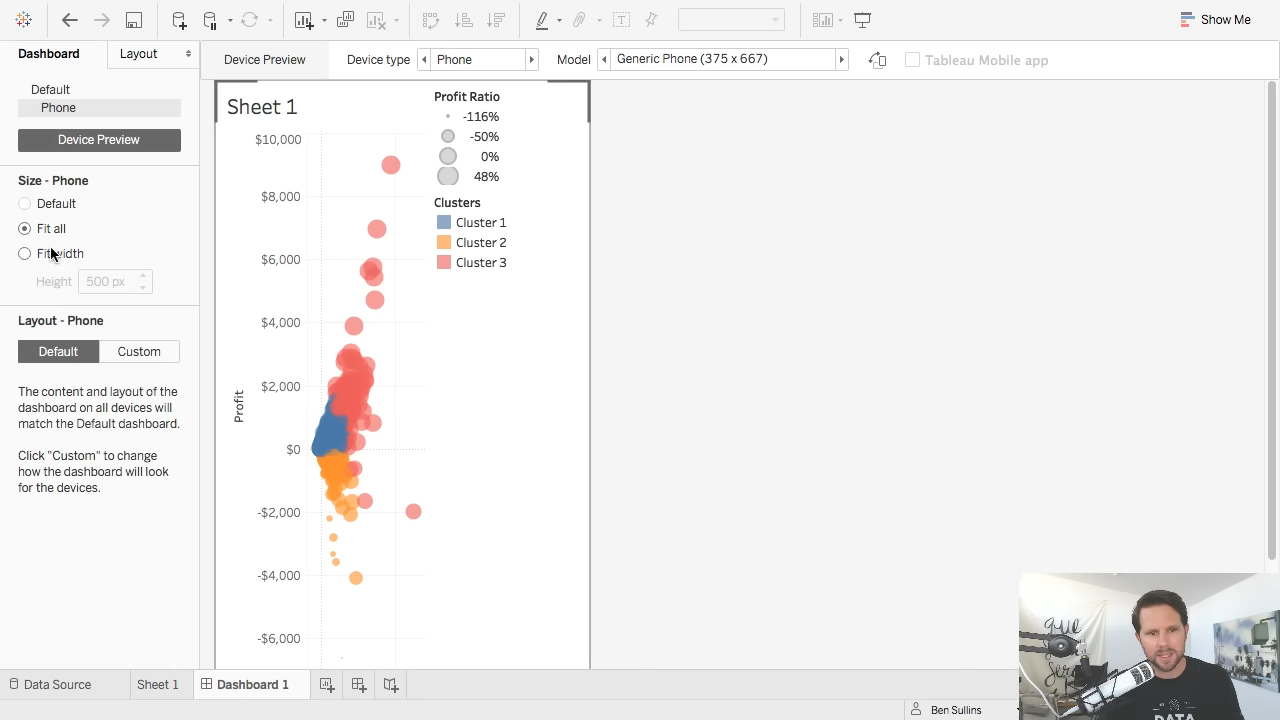 Show Me
Dashboard
Layout
Device Preview
Device type
Phone
Model
Generic Phone (375 x 667)
Tableau Mobile app
Default
Phone
Device Preview
Size - Phone
Default
Fit all
Fit width
Height
500 px
Layout - Phone
Default
Custom
The content and layout of the
dashboard on all devices will
match the Default dashboard.
Click "Custom" to change
how the dashboard will look
for the devices.
Sheet 1
$10,000
$8,000
$6,000
$4,000
$2,000
$0
-$2,000
-$4,000
-$6,000
Profit
Profit Ratio
-116%
-50%
0%
48%
Clusters
Cluster 1
Cluster 2
Cluster 3
Data Source
Sheet 1
Dashboard 1
Ben Sullins
que
DATA